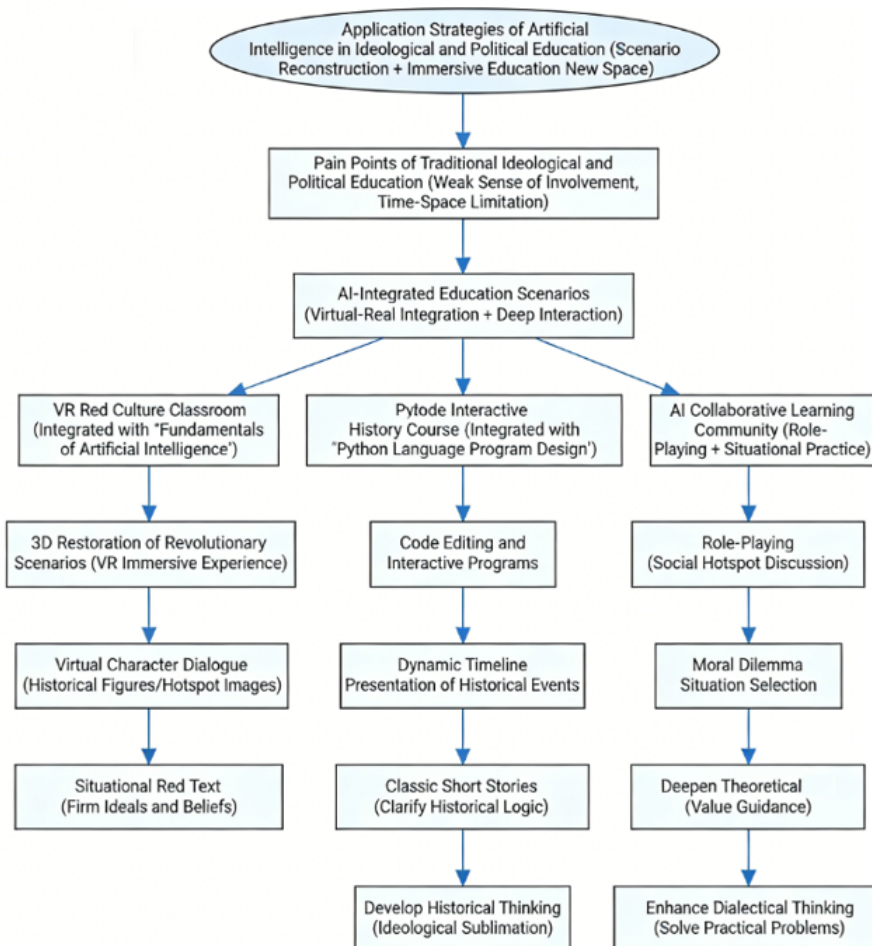 Application Strategies of Artificial
Intelligence in Ideological and Political Education (Scenario
Reconstruction + Immersive Education New Space)
Pain Points of Traditional Ideological and
Political Education (Weak Sense of Involvement,
Time-Space Limitation)
AI-Integrated Education Scenarios
(Virtual-Real Integration + Deep Interaction)
VR Red Culture Classroom
(Integrated with "Fundamentals
of Artificial Intelligence')
3D Restoration of Revolutionary
Scenarios (VR Immersive Experience)
Virtual Character Dialogue
(Historical Figures/Hotspot Images)
Situational Red Text
(Firm Ideals and Beliefs)
Pyfode Interactive
History Course (Integrated with
"Python Language Program Design')
Code Editing and
Interactive Programs
Dynamic Timeline
Presentation of Historical Events
Classic Short Stories
(Clarify Historical Logic)
Develop Historical Thinking
(Ideological Sublimation)
AI Collaborative Learning
Community (Role-
Playing + Situational Practice)
Role-Playing
(Social Hotspot Discussion)
Moral Dilemma
Situation Selection
Deepen Theoretical
(Value Guidance)
Enhance Dialectical Thinking
(Solve Practical Problems)